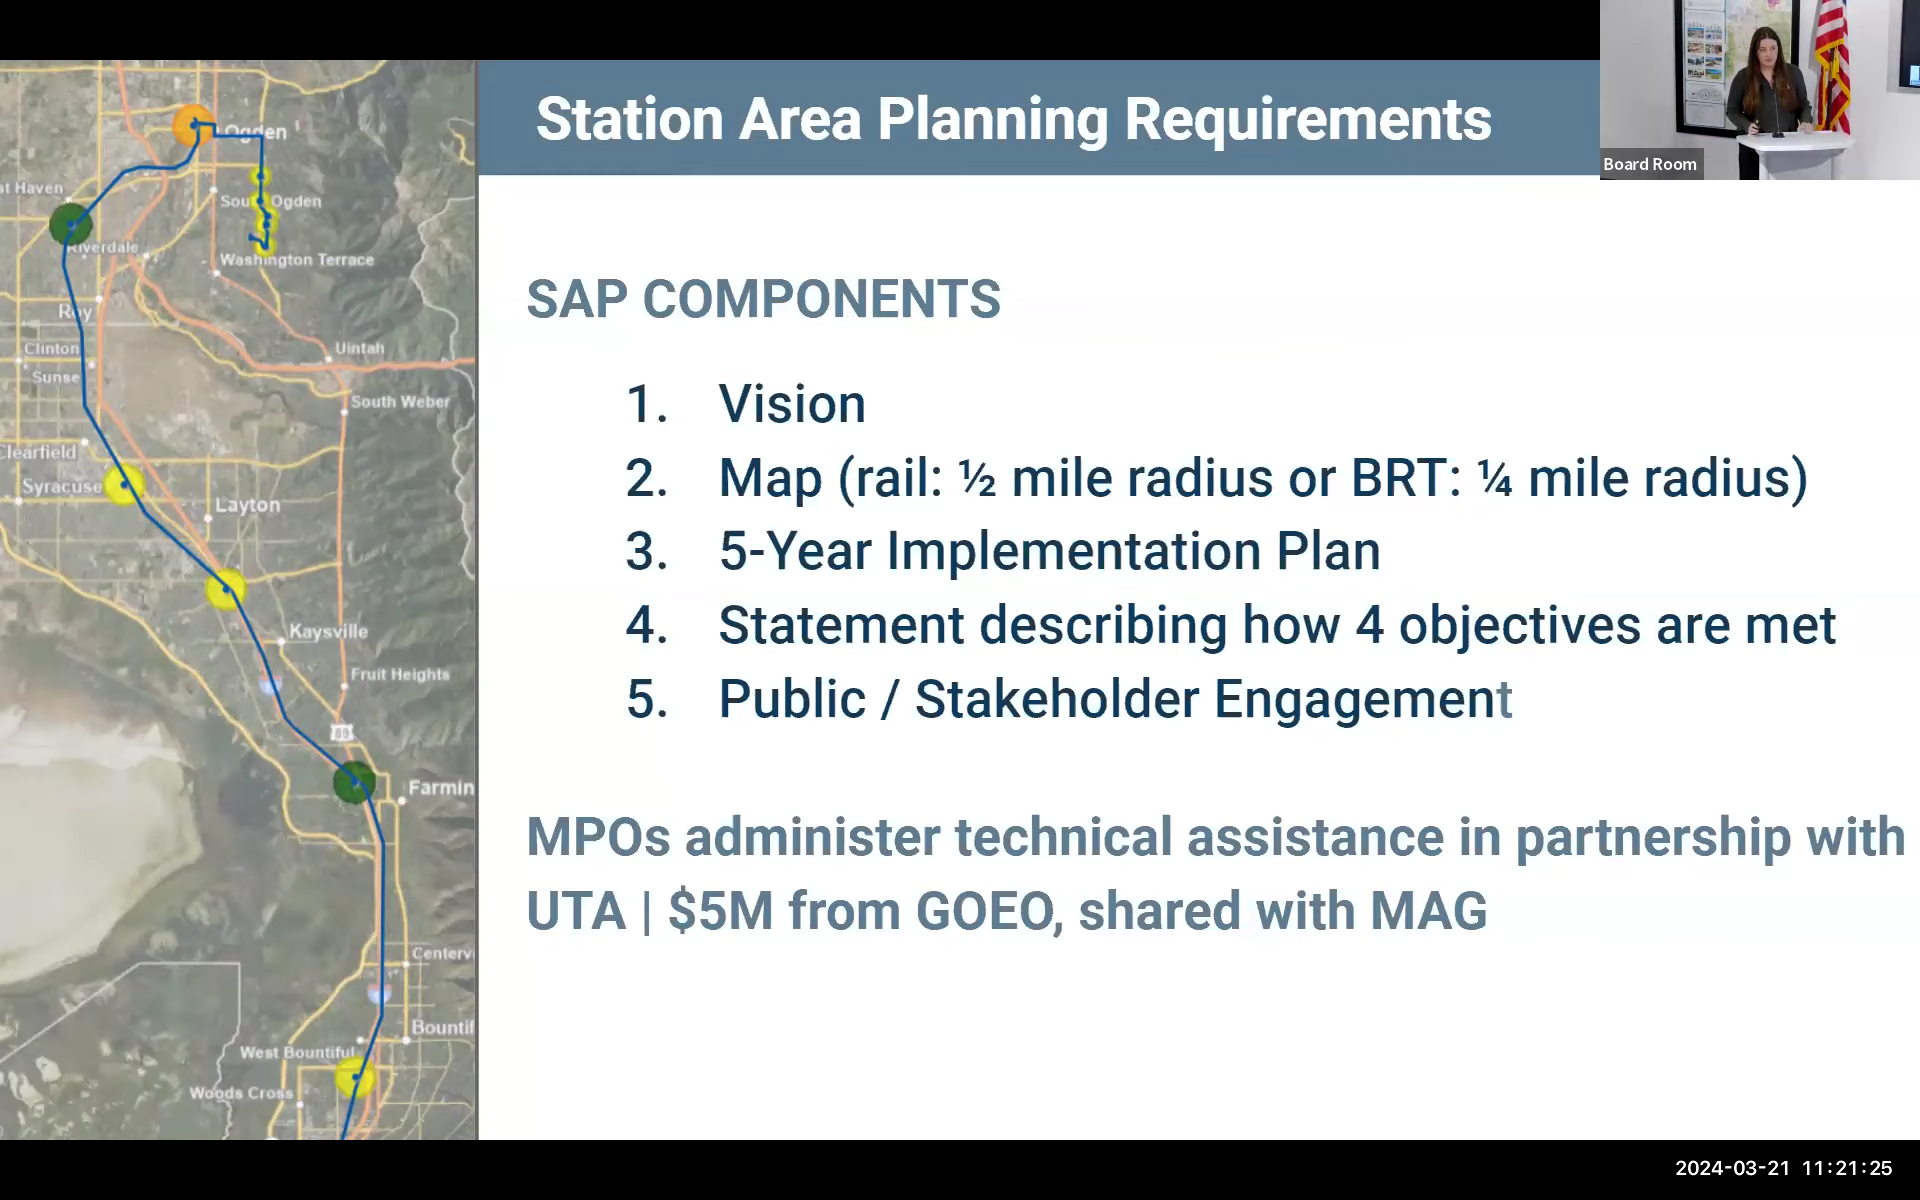 Station Area Planning Requirements
Board Room
SAP COMPONENTS
1. Vision
2. Map (rail: ½ mile radius or BRT: ¼ mile radius)
3. 5-Year Implementation Plan
4. Statement describing how 4 objectives are met
5. Public / Stakeholder Engagement
MPOs administer technical assistance in partnership with
UTA | $5M from GOEO, shared with MAG
Ogden
st Haven
South Ogden
Riverdale
Washington Terrace
Roy
Clinton
Uintah
Sunse
South Weber
Clearfield
Syracuse
Layton
Kaysville
Fruit Heights
89
Farmin
Centerv
Bountif
West Bountiful
Woods Cross
2024-03-21 11:21:25